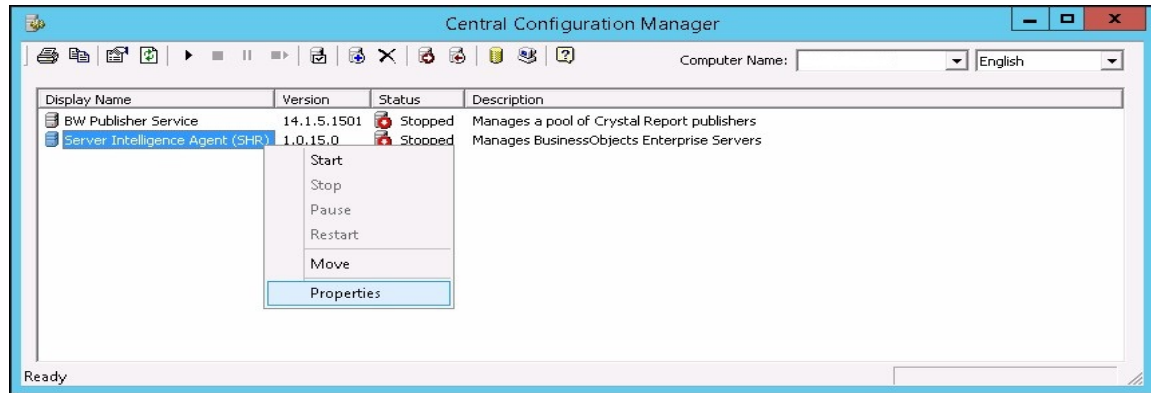 Central Configuration Manager
Computer Name: English
Display Name Version Status Description
BW Publisher Service 14.1.5.1501 Stopped Manages a pool of Crystal Report publishers
Server Intelligence Agent (SHR) 1.0.15.0 Stopped Manages BusinessObjects Enterprise Servers
Start
Stop
Pause
Restart
Move
Properties
Ready